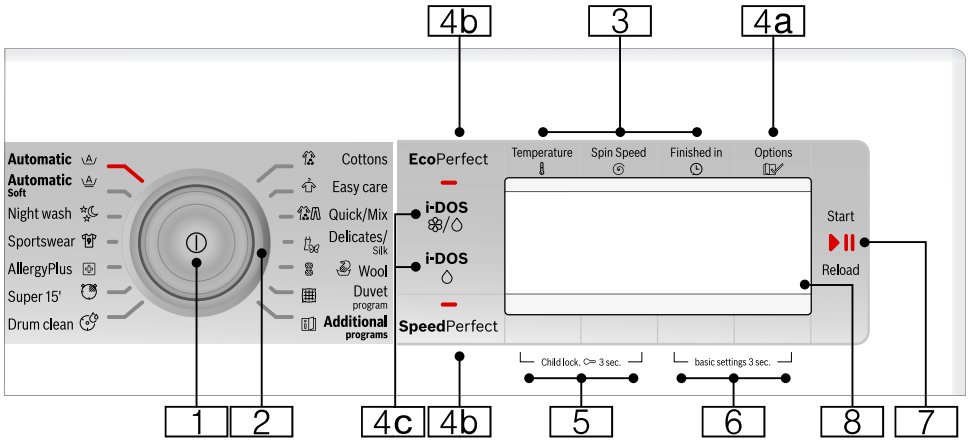 4b
3
4a
Automatic
Automatic
Soft
Night wash
Sportswear
AllergyPlus
Super 15'
Drum clean
Cottons
Easy care
Quick/Mix
Delicates/
Silk
Wool
Duvet
program
Additional
programs
EcoPerfect
i-DOS
i-DOS
SpeedPerfect
Temperature
Spin Speed
Finished in
Options
Start
Reload
Child lock. 3 sec.
basic settings 3 sec.
1
2
4c
4b
5
6
8
7